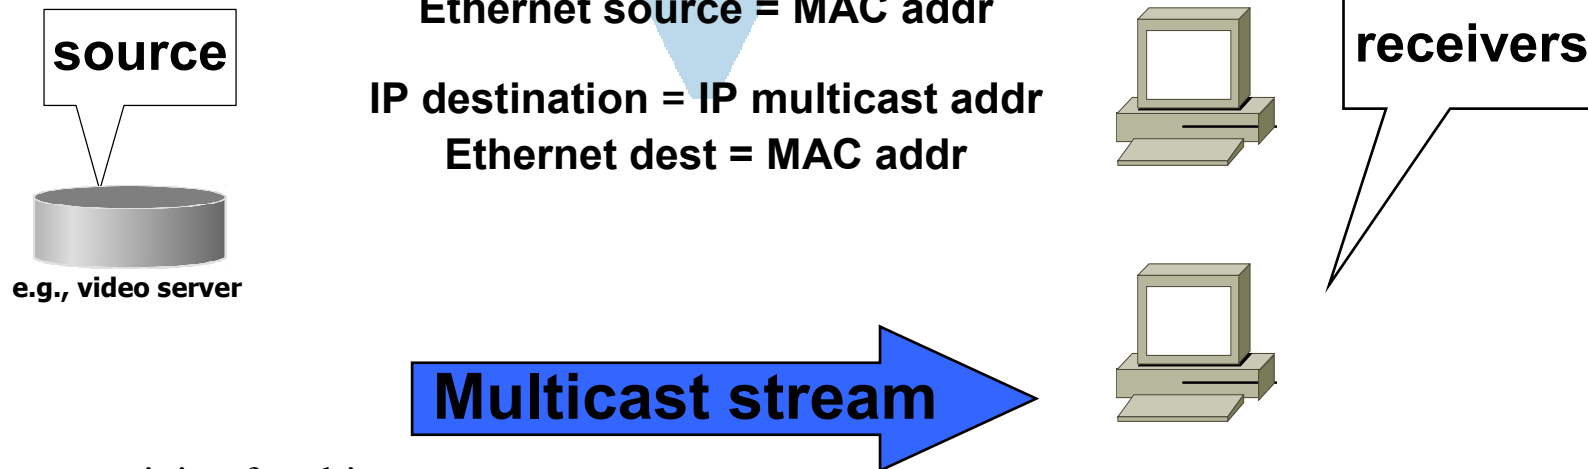 Ethernet source = MAC addr
source
receivers
IP destination = IP multicast addr
Ethernet dest = MAC addr
e.g., video server
Multicast stream